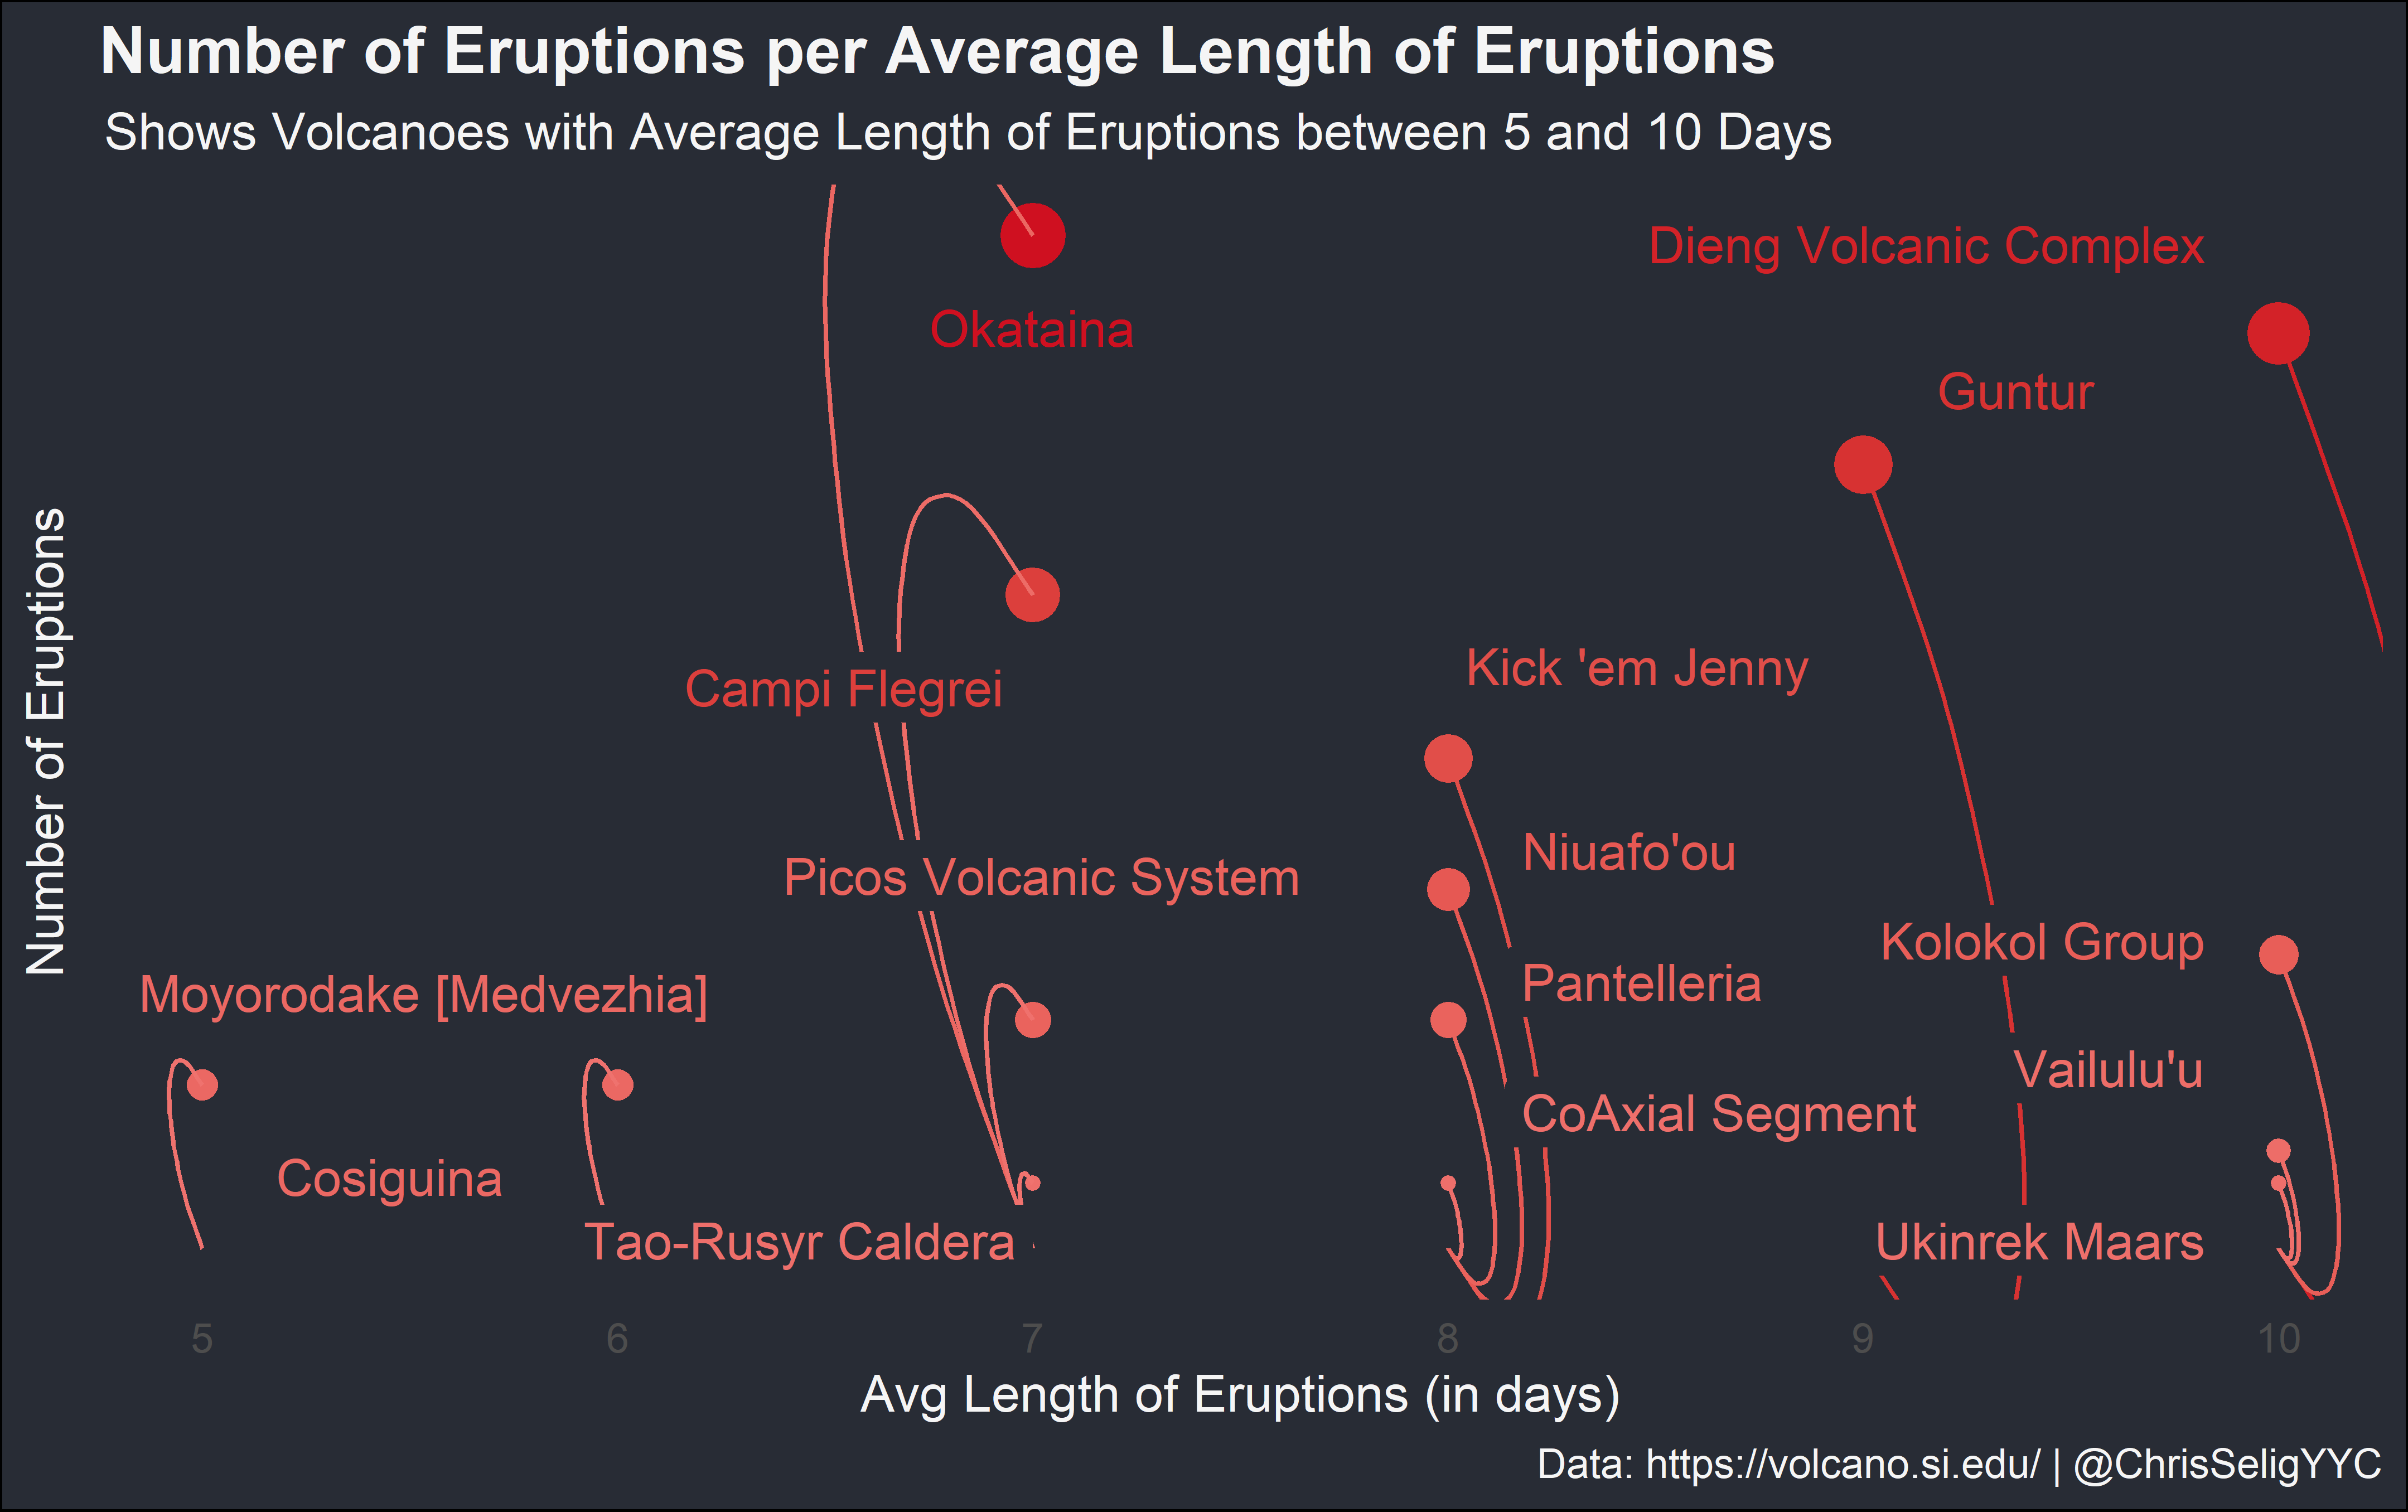 Number of Eruptions per Average Length of Eruptions
Shows Volcanoes with Average Length of Eruptions between 5 and 10 Days
Number of Eruptions
Dieng Volcanic Complex
Okataina
Guntur
Kick 'em Jenny
Campi Flegrei
Niuafo'ou
Picos Volcanic System
Kolokol Group
Pantelleria
Moyorodake [Medvezhia]
Vailulu'u
CoAxial Segment
Cosiguina
Tao-Rusyr Caldera
Ukinrek Maars
5 6 7 8 9 10
Avg Length of Eruptions (in days)
Data: https://volcano.si.edu/ | @ChrisSeligYYC